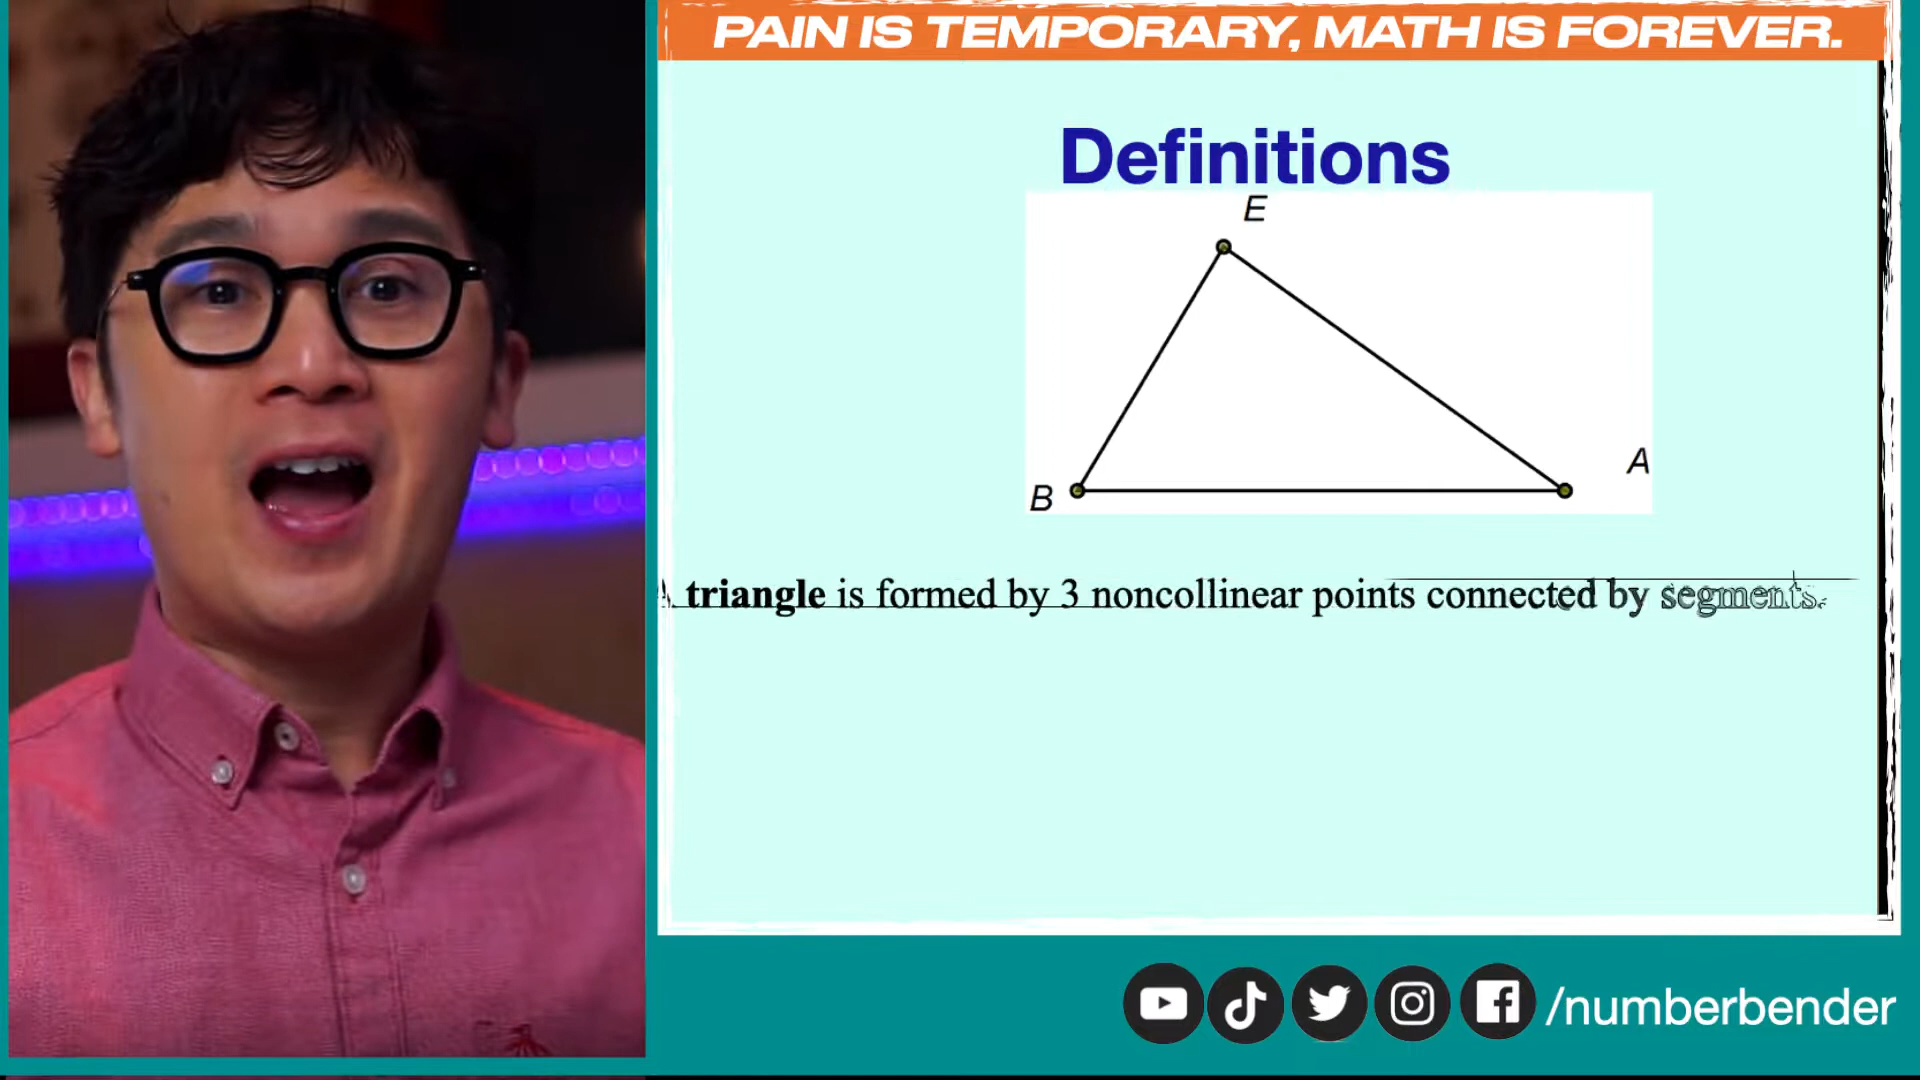 PAIN IS TEMPORARY, MATH IS FOREVER.
Definitions
E
B
A
triangle is formed by 3 noncollinear points connected by segments.
/numberbender